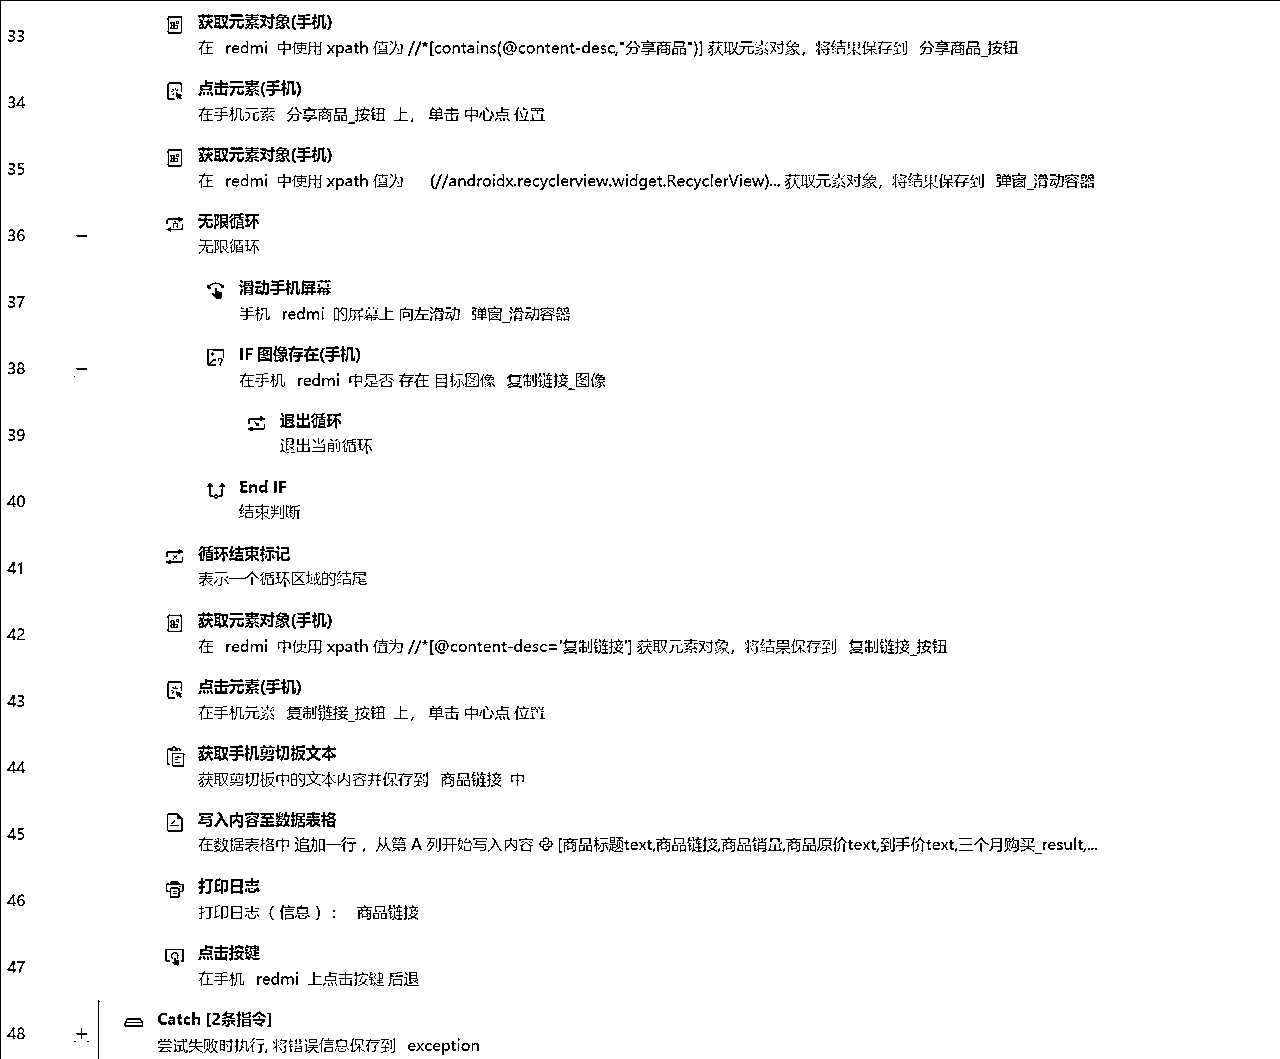 33
获取元素对象(手机)
在 redmi 中使用 xpath 值为 //*[contains(@content-desc,"分享商品")] 获取元素对象，将结果保存到 分享商品_按钮
34
点击元素(手机)
在手机元素 分享商品_按钮 上， 单击 中心点 位置
35
获取元素对象(手机)
在 redmi 中使用 xpath 值为 (//androidx.recyclerview.widget.RecyclerView)... 获取元素对象，将结果保存到 弹窗_滑动容器
36
无限循环
无限循环
37
滑动手机屏幕
手机 redmi 的屏幕上 向左滑动 弹窗_滑动容器
38
IF 图像存在(手机)
在手机 redmi 中是否 存在 目标图像 复制链接_图像
39
退出循环
退出当前循环
40
End IF
结束判断
41
循环结束标记
表示一个循环区域的结尾
42
获取元素对象(手机)
在 redmi 中使用 xpath 值为 //*[@content-desc='复制链接'] 获取元素对象，将结果保存到 复制链接_按钮
43
点击元素(手机)
在手机元素 复制链接_按钮 上， 单击 中心点 位置
44
获取手机剪切板文本
获取剪切板中的文本内容并保存到 商品链接 中
45
写入内容至数据表格
在数据表格中 追加一行 ，从第 A 列开始写入内容 [商品标题text,商品链接,商品销量,商品原价text,到手价text,三个月购买_result,...
46
打印日志
打印日志（信息）： 商品链接
47
点击按键
在手机 redmi 上点击按键 后退
48
Catch [2条指令]
尝试失败时执行, 将错误信息保存到 exception